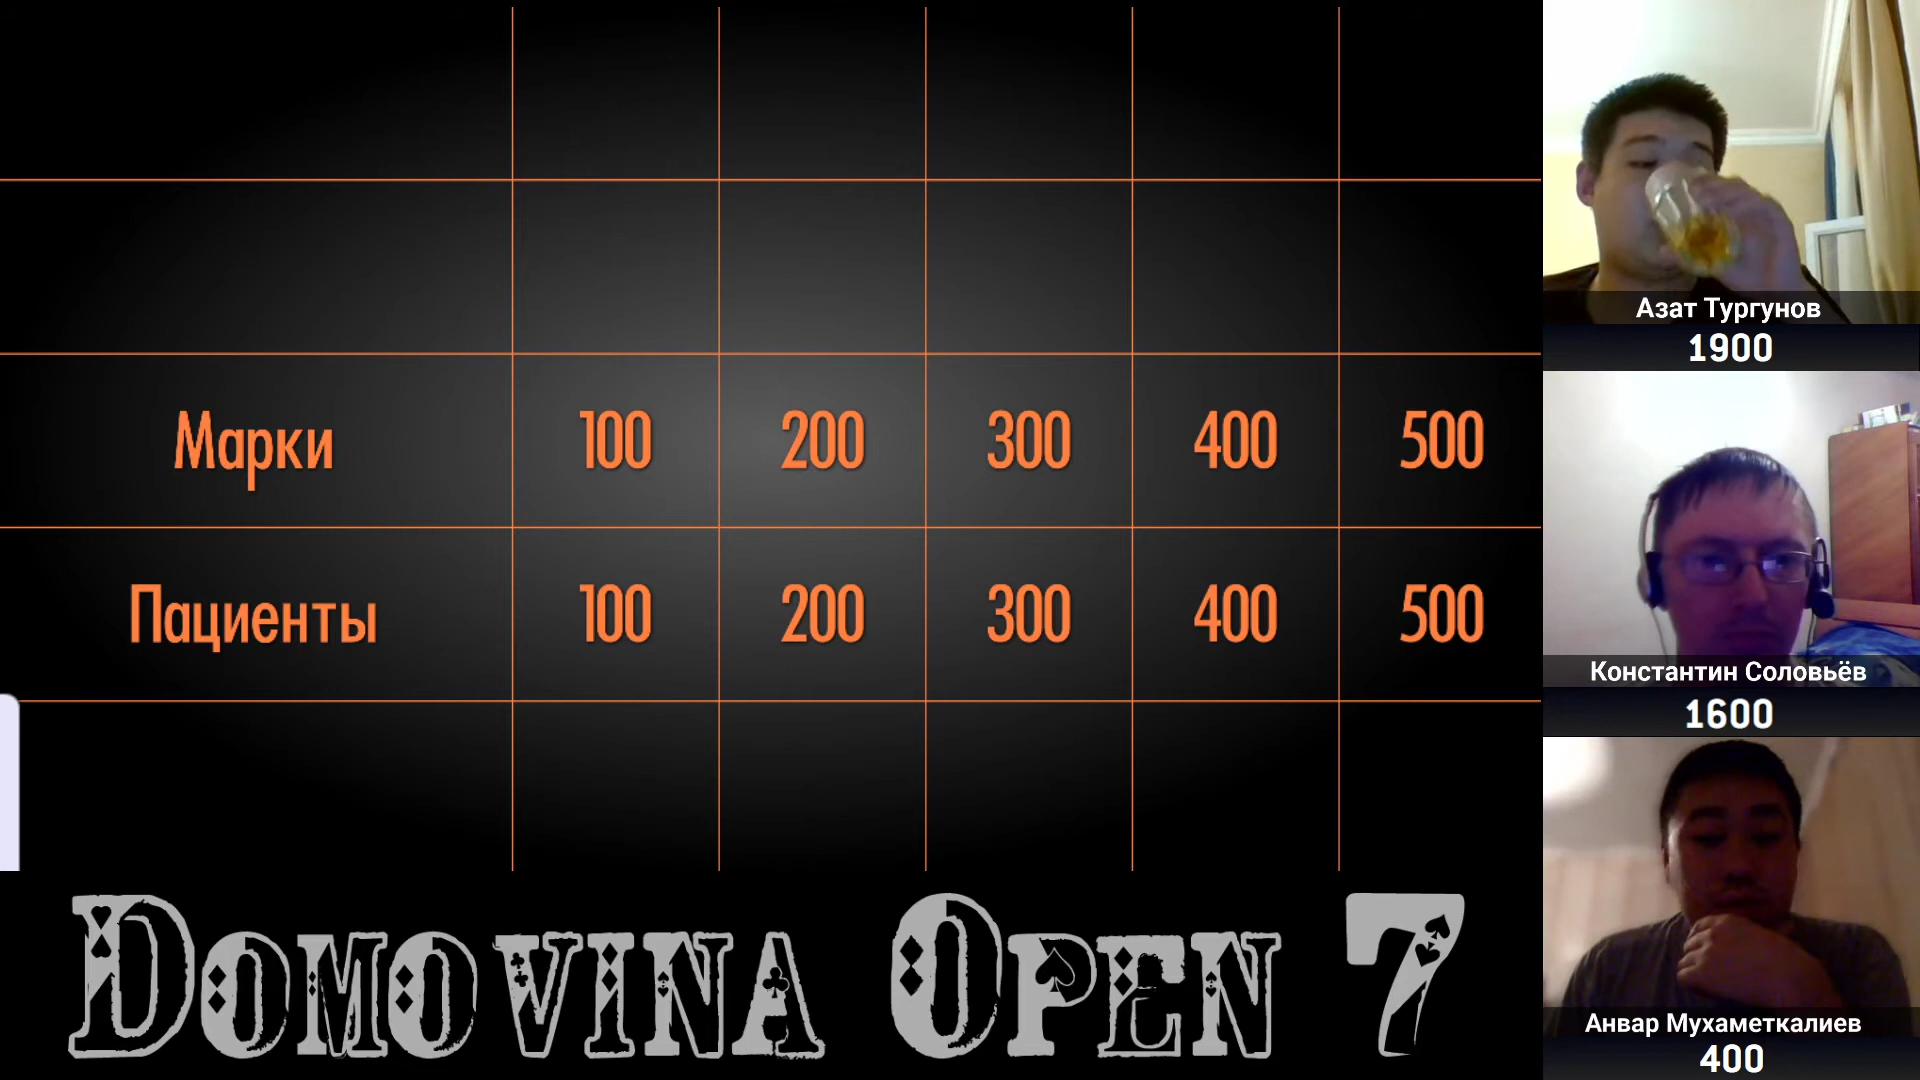 Марки 100 200 300 400 500
Пациенты 100 200 300 400 500
DOMOVINA OPEN 7
Азат Тургунов
1900
Константин Соловьёв
1600
Анвар Мухаметкалиев
400